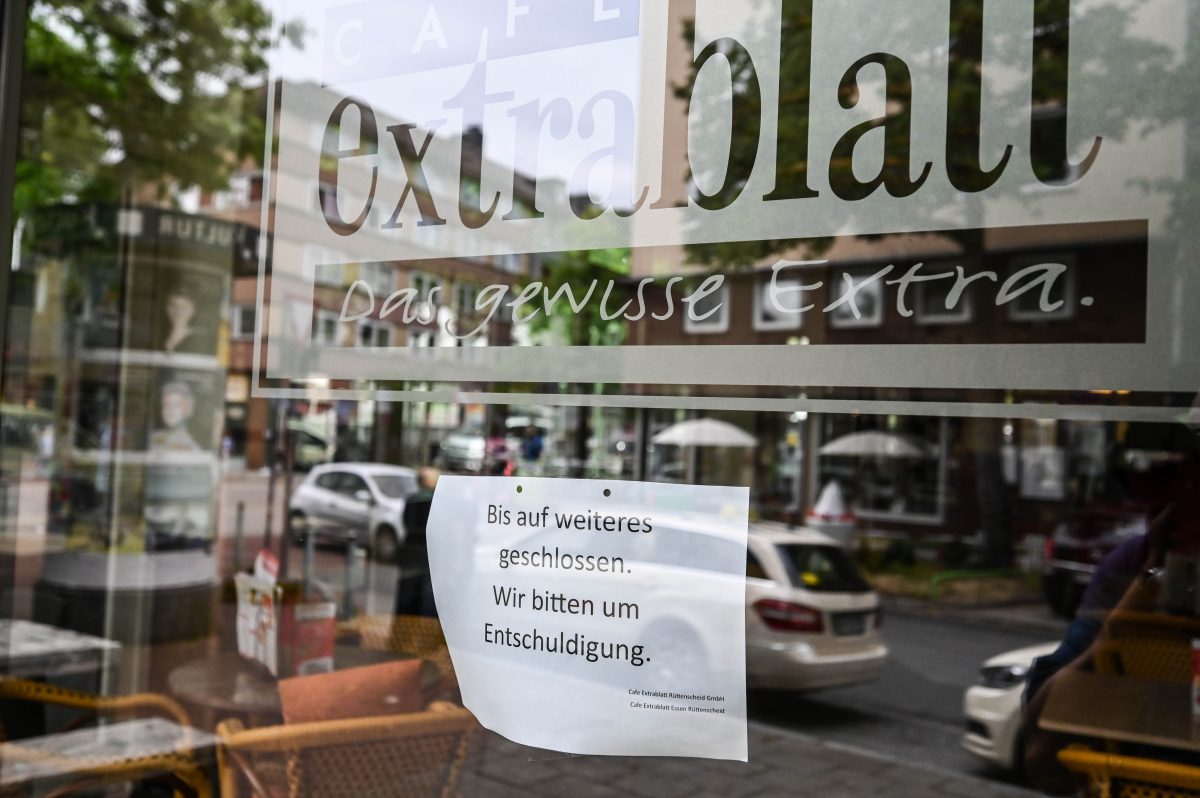 CAFE
extrablatt
Das gewisse Extra.
Bis auf weiteres
geschlossen.
Wir bitten um
Entschuldigung.
Cafe Extrablatt Rüttenscheid GmbH
Cafe Extrablatt Essen Rüttenscheid